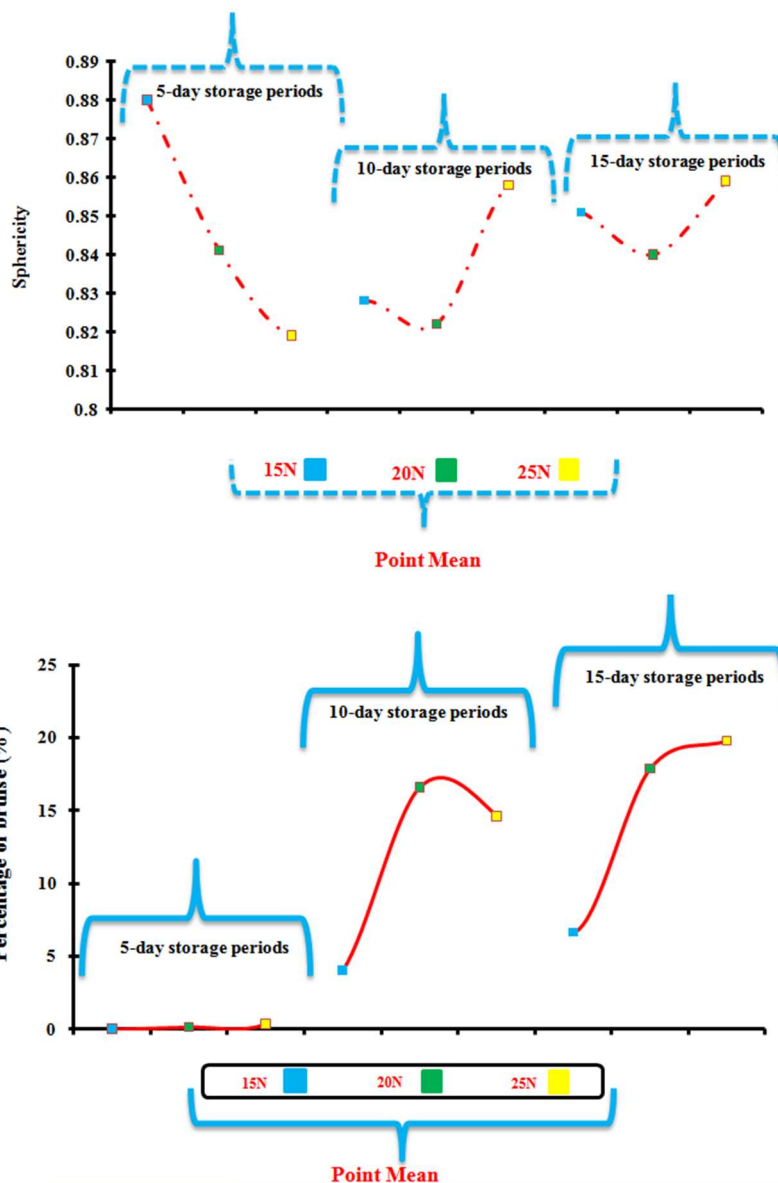 0.89
0.88
0.87
0.86
0.85
0.84
0.83
0.82
0.81
0.8
Sphericity
5-day storage periods
10-day storage periods
15-day storage periods
15N 20N 25N
Point Mean
25
20
15
10
5
0
Percentage of bruise (%)
5-day storage periods
10-day storage periods
15-day storage periods
15N 20N 25N
Point Mean